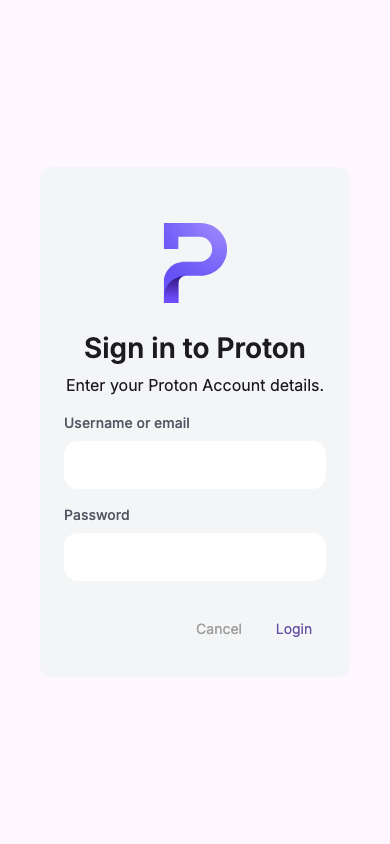 Sign in to Proton
Enter your Proton Account details.
Username or email
Password
Cancel Login